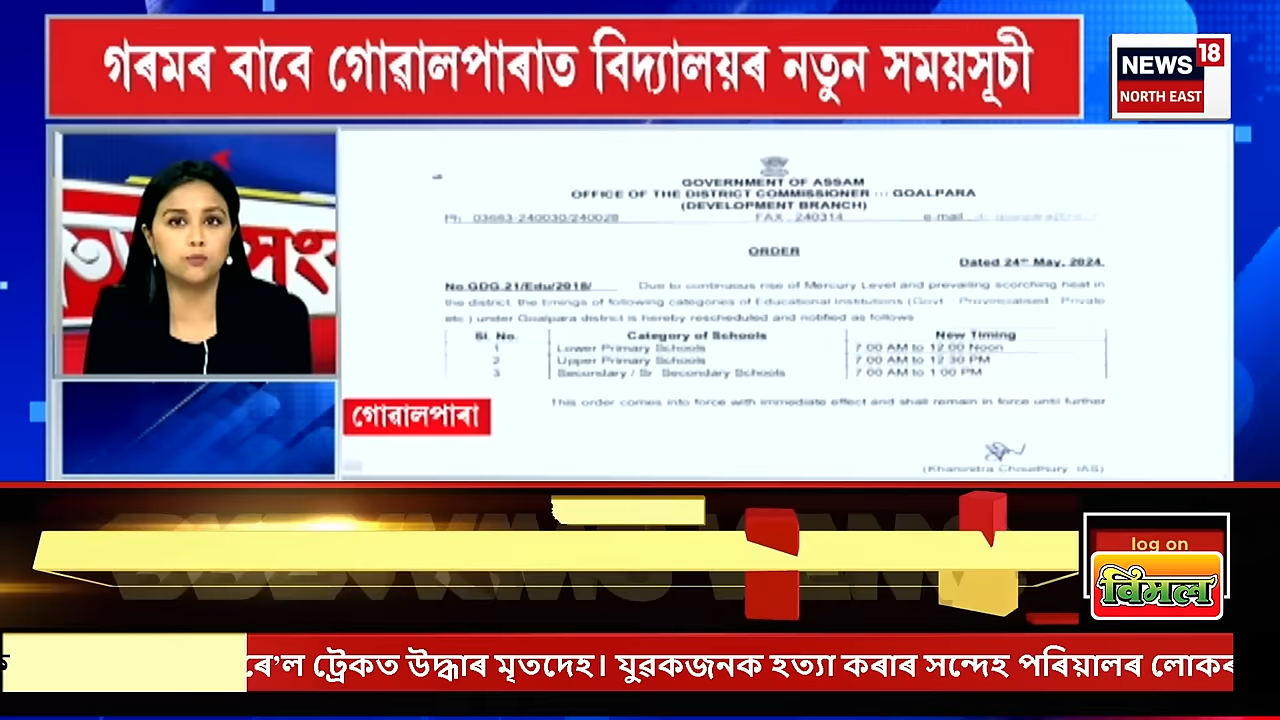 গৰমৰ বাবে গোৱালপাৰাত বিদ্যালয়ৰ নতুন সময়সূচী
NEWS 18
NORTH EAST
GOVERNMENT OF ASSAM
OFFICE OF THE DISTRICT COMMISSIONER ::: GOALPARA
(DEVELOPMENT BRANCH)
Ph : 03663-240030/240028 FAX : 240314 e-mail
ORDER
Dated 24th May, 2024.
No.GDG.21/Edu/2018/ Due to continuous rise of Mercury Level and prevailing scorching heat in
the district, the timings of following categories of Educational Institutions (Govt. / Provincialised / Private
etc.) under Goalpara district is hereby rescheduled and notified as follows
Sl. No. Category of Schools New Timing
1 Lower Primary Schools 7:00 AM to 12:00 Noon
2 Upper Primary Schools 7:00 AM to 12:30 PM
3 Secondary / Sr. Secondary Schools 7:00 AM to 1:00 PM
This order comes into force with immediate effect and shall remain in force until further
(Khanindra Choudhury, IAS)
গোৱালপাৰা
log on
विमल
ৰে'ল ট্ৰেকত উদ্ধাৰ মৃতদেহ। যুৱকজনক হত্যা কৰাৰ সন্দেহ পৰিয়ালৰ লোকৰ